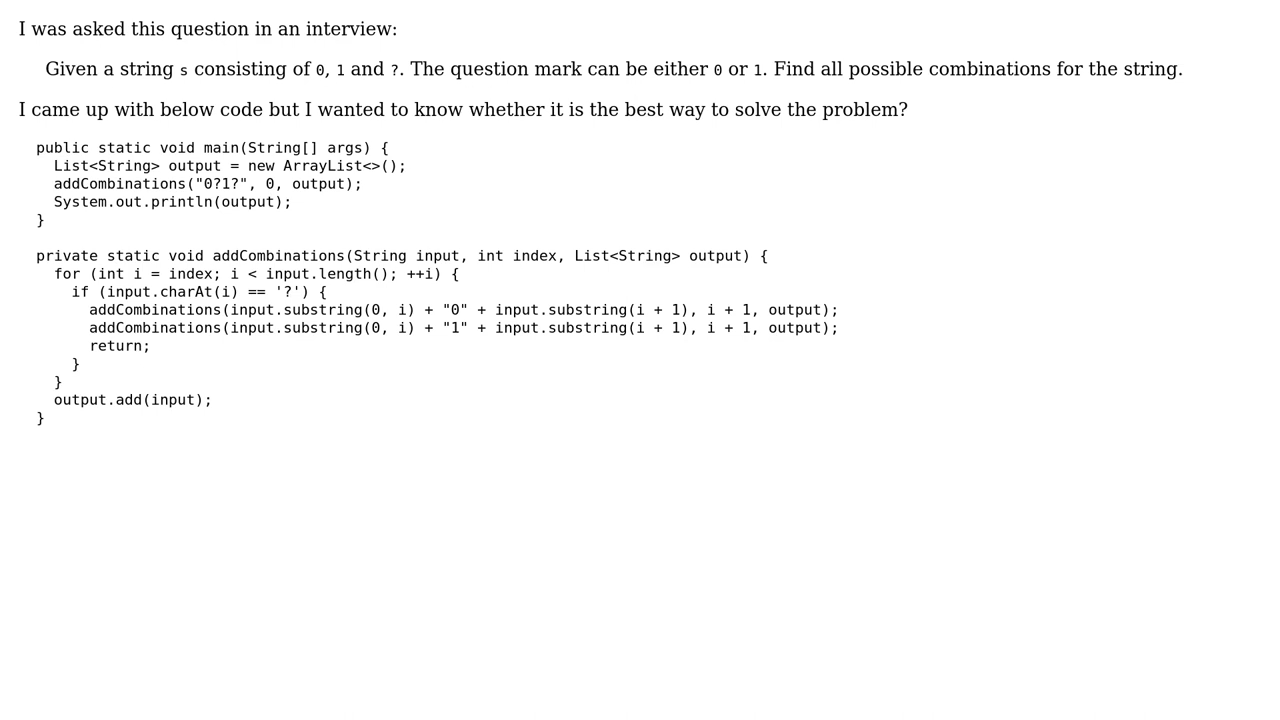 I was asked this question in an interview:
Given a string s consisting of 0, 1 and ?. The question mark can be either 0 or 1. Find all possible combinations for the string.
I came up with below code but I wanted to know whether it is the best way to solve the problem?
public static void main(String[] args) {
  List<String> output = new ArrayList<>();
  addCombinations("0?1?", 0, output);
  System.out.println(output);
}

private static void addCombinations(String input, int index, List<String> output) {
  for (int i = index; i < input.length(); ++i) {
    if (input.charAt(i) == '?') {
      addCombinations(input.substring(0, i) + "0" + input.substring(i + 1), i + 1, output);
      addCombinations(input.substring(0, i) + "1" + input.substring(i + 1), i + 1, output);
      return;
    }
  }
  output.add(input);
}